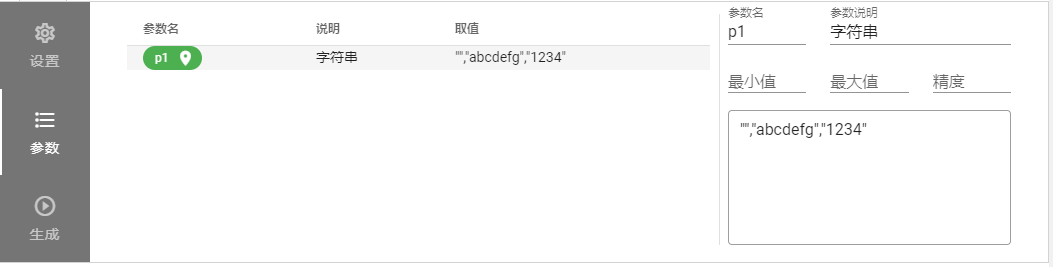 设置
参数
生成
参数名 说明 取值
p1 字符串 "","abcdefg","1234"
参数名 参数说明
p1 字符串
最小值 最大值 精度
"","abcdefg","1234"